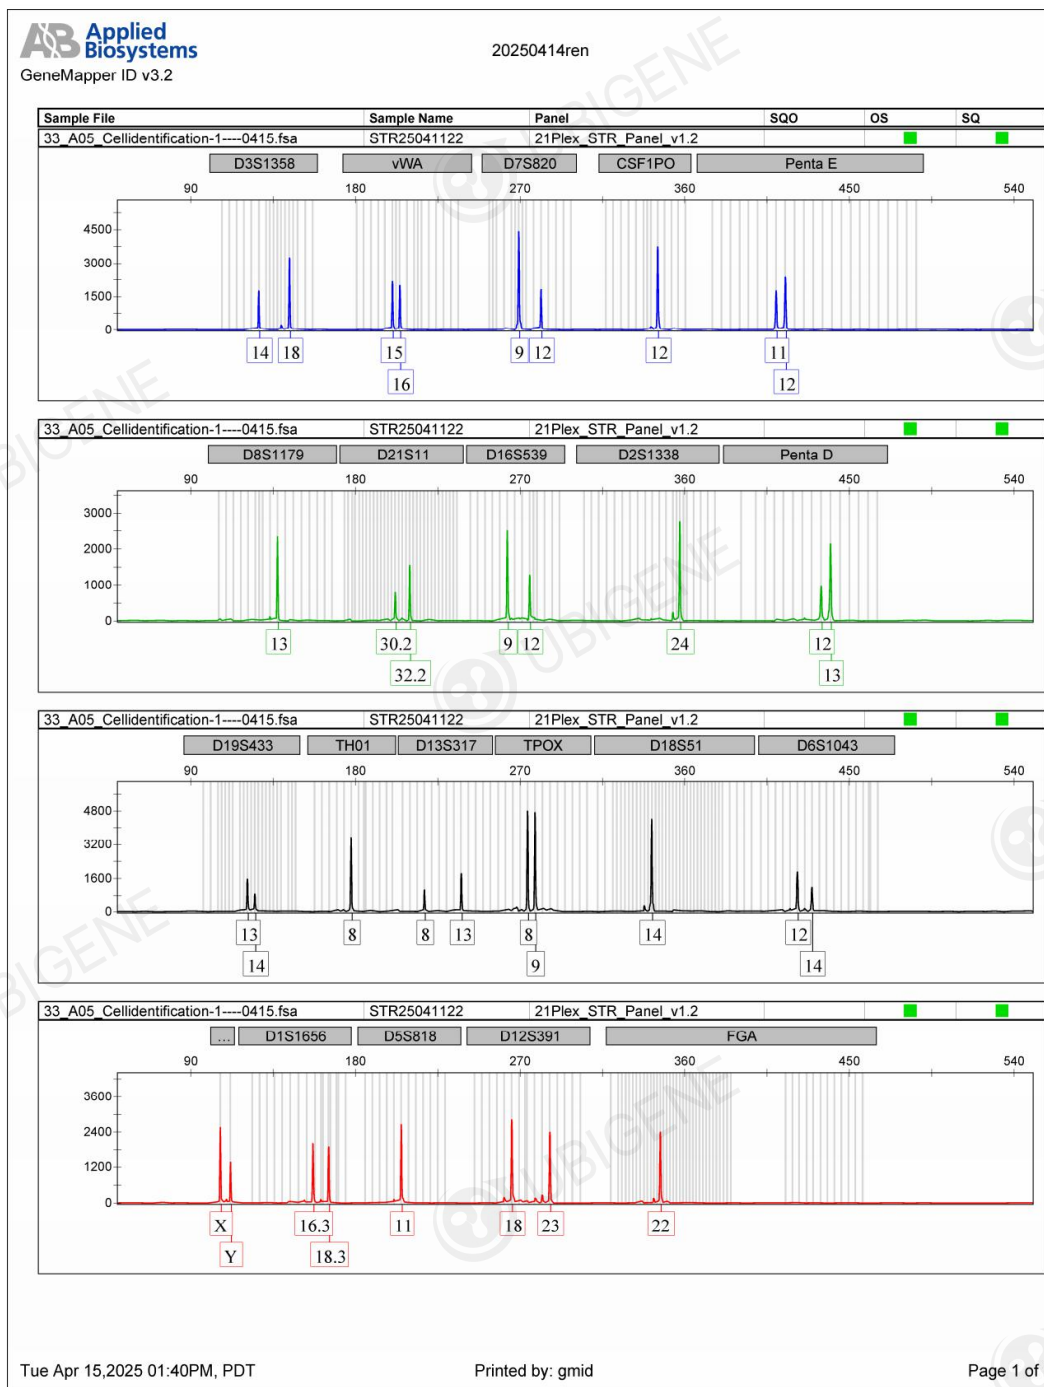 AB Applied Biosystems
GeneMapper ID v3.2
20250414ren
Sample File Sample Name Panel SQO OS SQ
33_A05_Cellidentification-1----0415.fsa STR25041122 21Plex_STR_Panel_v1.2
D3S1358 vWA D7S820 CSF1PO Penta E
90 180 270 360 450 540
4500
3000
1500
0
14 18 15 9 12 12 11
16 12
33_A05_Cellidentification-1----0415.fsa STR25041122 21Plex_STR_Panel_v1.2
D8S1179 D21S11 D16S539 D2S1338 Penta D
90 180 270 360 450 540
3000
2000
1000
0
13 30.2 9 12 24 12
32.2 13
33_A05_Cellidentification-1----0415.fsa STR25041122 21Plex_STR_Panel_v1.2
D19S433 TH01 D13S317 TPOX D18S51 D6S1043
90 180 270 360 450 540
4800
3200
1600
0
13 8 8 13 8 14 12
14 9 14
33_A05_Cellidentification-1----0415.fsa STR25041122 21Plex_STR_Panel_v1.2
... D1S1656 D5S818 D12S391 FGA
90 180 270 360 450 540
3600
2400
1200
0
X 16.3 11 18 23 22
Y 18.3
Tue Apr 15,2025 01:40PM, PDT Printed by: gmid Page 1 of
UBIGENE
UBIGENE
UBIGENE
UBIGENE
UBIGENE